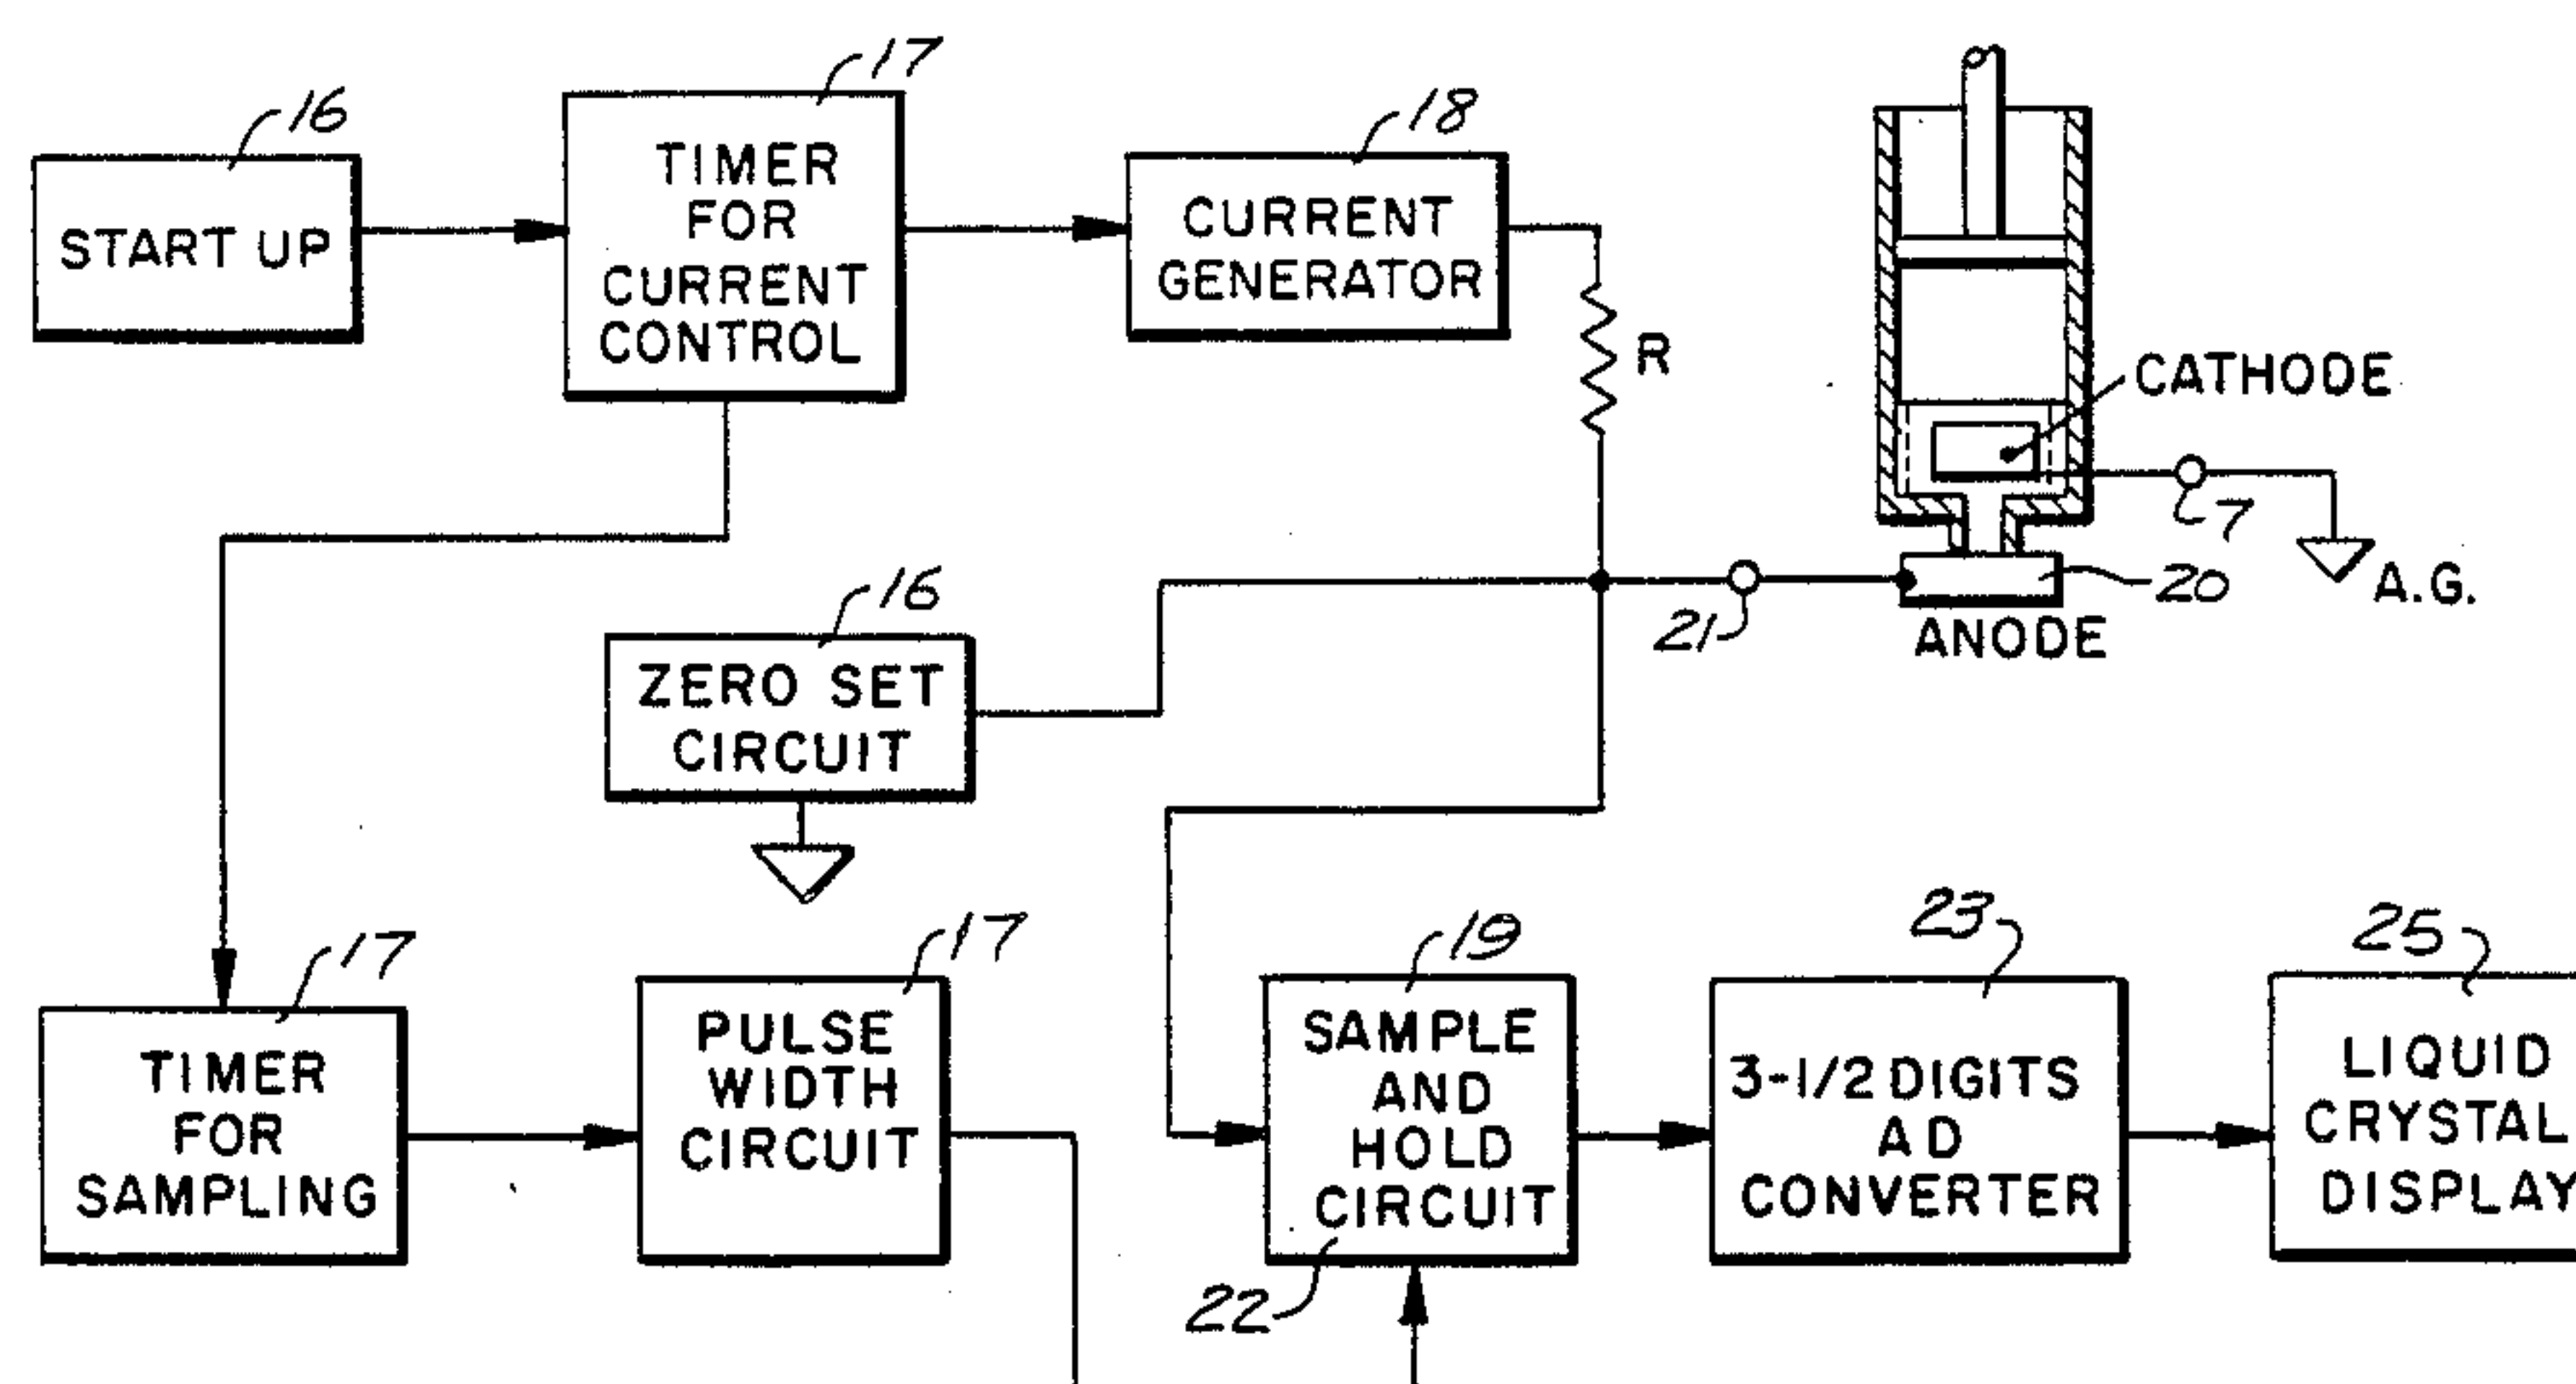 16
START UP
17
TIMER
FOR
CURRENT
CONTROL
18
CURRENT
GENERATOR
R
CATHODE
7
A.G.
20
ANODE
21
16
ZERO SET
CIRCUIT
17
TIMER
FOR
SAMPLING
17
PULSE
WIDTH
CIRCUIT
19
SAMPLE
AND
HOLD
CIRCUIT
22
23
3-1/2 DIGITS
AD
CONVERTER
25
LIQUID
CRYSTAL
DISPLAY